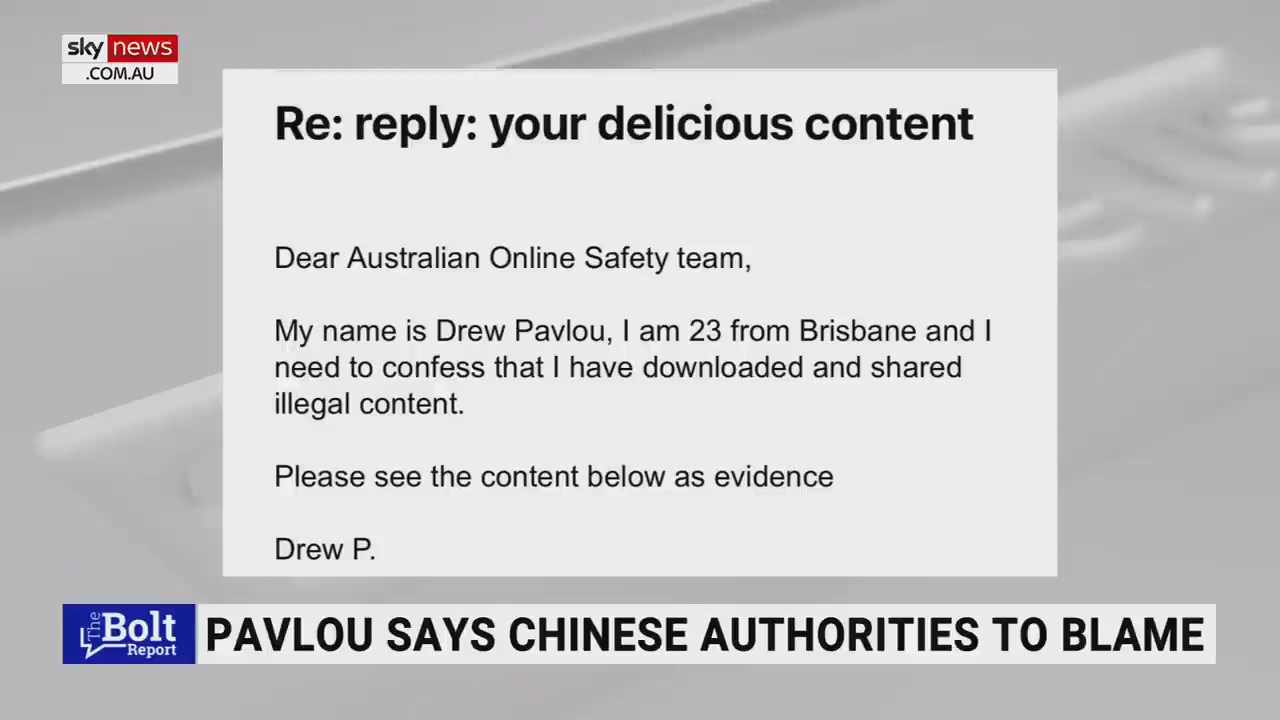 sky news
.COM.AU
Re: reply: your delicious content
Dear Australian Online Safety team,
My name is Drew Pavlou, I am 23 from Brisbane and I
need to confess that I have downloaded and shared
illegal content.
Please see the content below as evidence
Drew P.
The Bolt Report
PAVLOU SAYS CHINESE AUTHORITIES TO BLAME